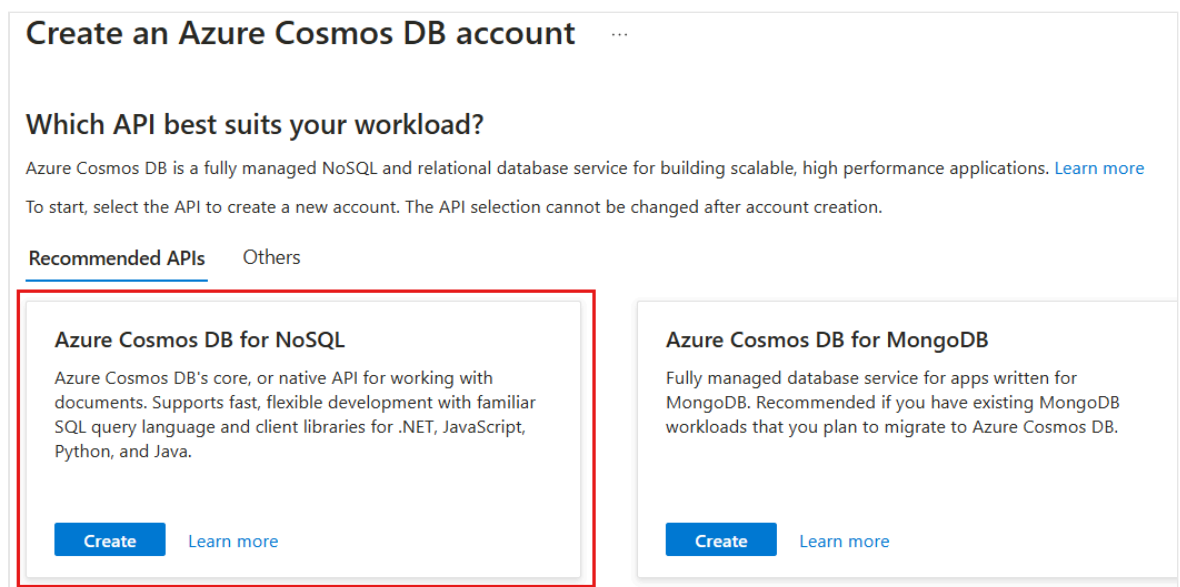 Create an Azure Cosmos DB account ...
Which API best suits your workload?
Azure Cosmos DB is a fully managed NoSQL and relational database service for building scalable, high performance applications. Learn more
To start, select the API to create a new account. The API selection cannot be changed after account creation.
Recommended APIs Others
Azure Cosmos DB for NoSQL
Azure Cosmos DB's core, or native API for working with
documents. Supports fast, flexible development with familiar
SQL query language and client libraries for .NET, JavaScript,
Python, and Java.
Create Learn more
Azure Cosmos DB for MongoDB
Fully managed database service for apps written for
MongoDB. Recommended if you have existing MongoDB
workloads that you plan to migrate to Azure Cosmos DB.
Create Learn more